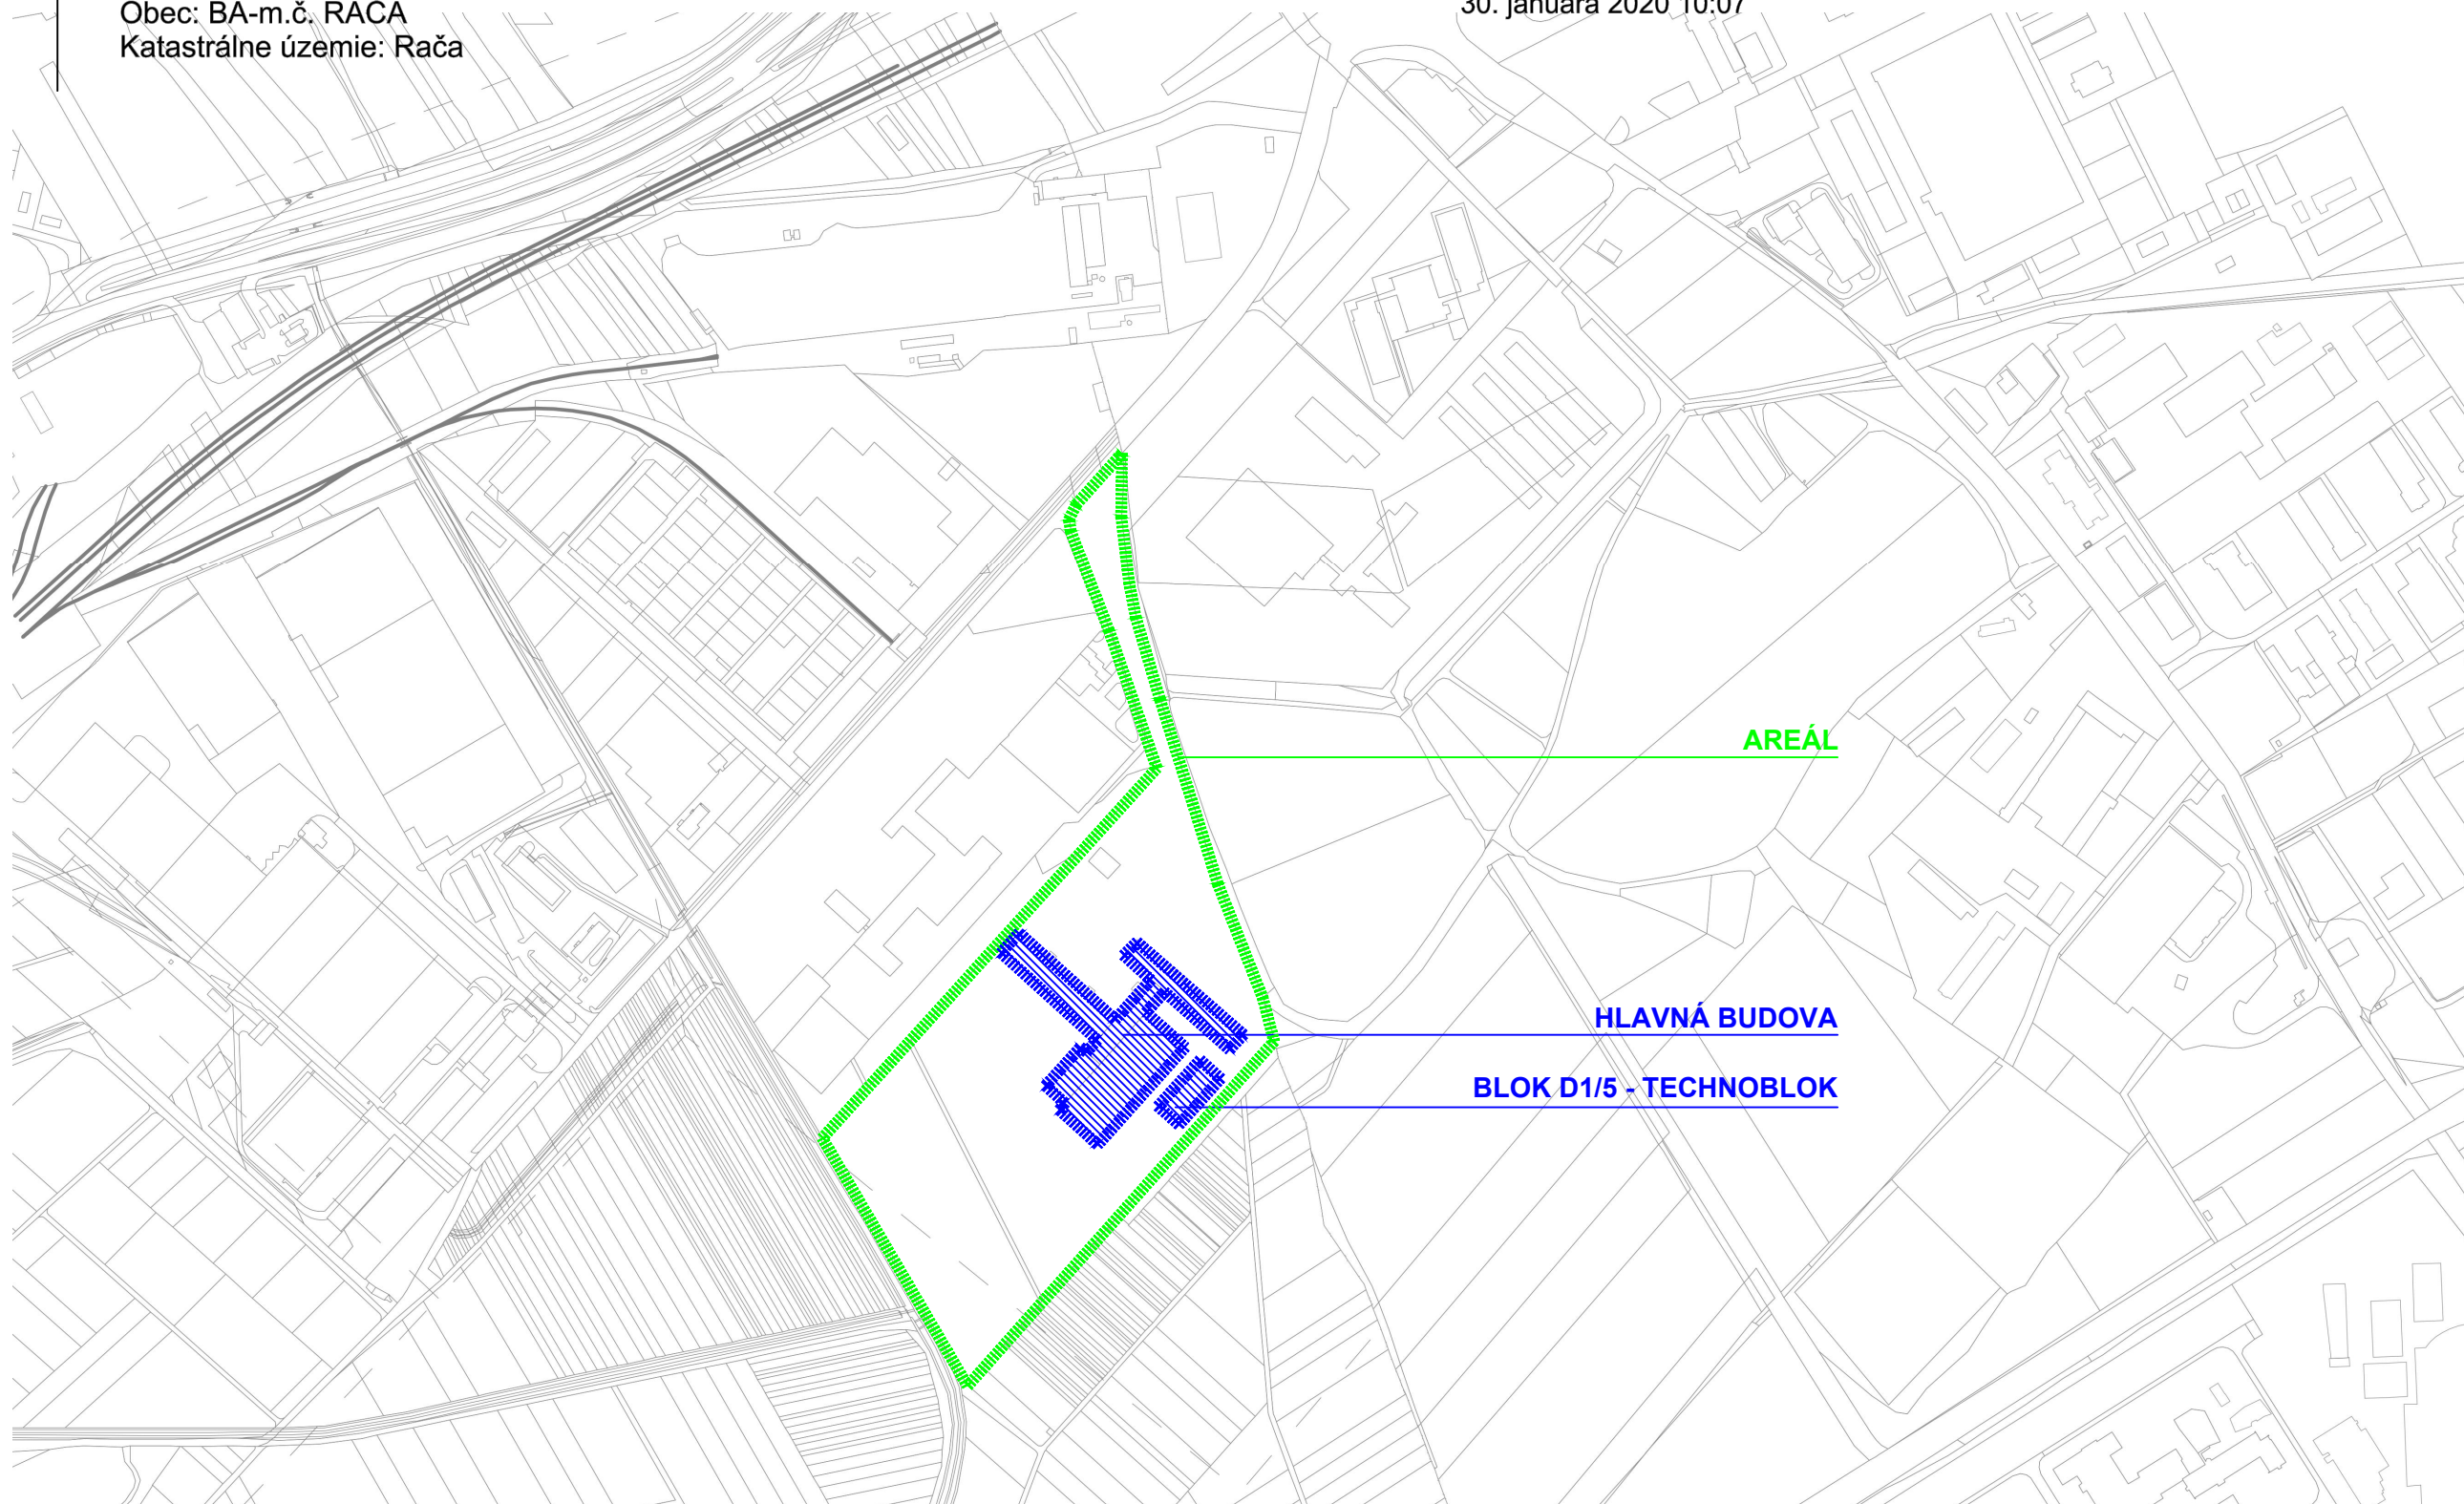 Obec: BA-m.č. RAČA
Katastrálne územie: Rača
30. januára 2020 10:07
AREÁL
HLAVNÁ BUDOVA
BLOK D1/5 - TECHNOBLOK